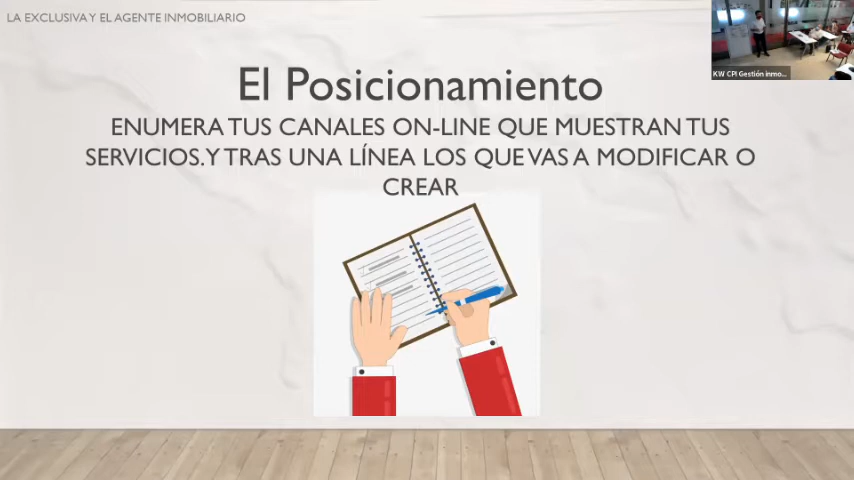 LA EXCLUSIVA Y EL AGENTE INMOBILIARIO
El Posicionamiento
ENUMERA TUS CANALES ON-LINE QUE MUESTRAN TUS
SERVICIOS.Y TRAS UNA LÍNEA LOS QUE VAS A MODIFICAR O
CREAR
KW CPI Gestión inmo...